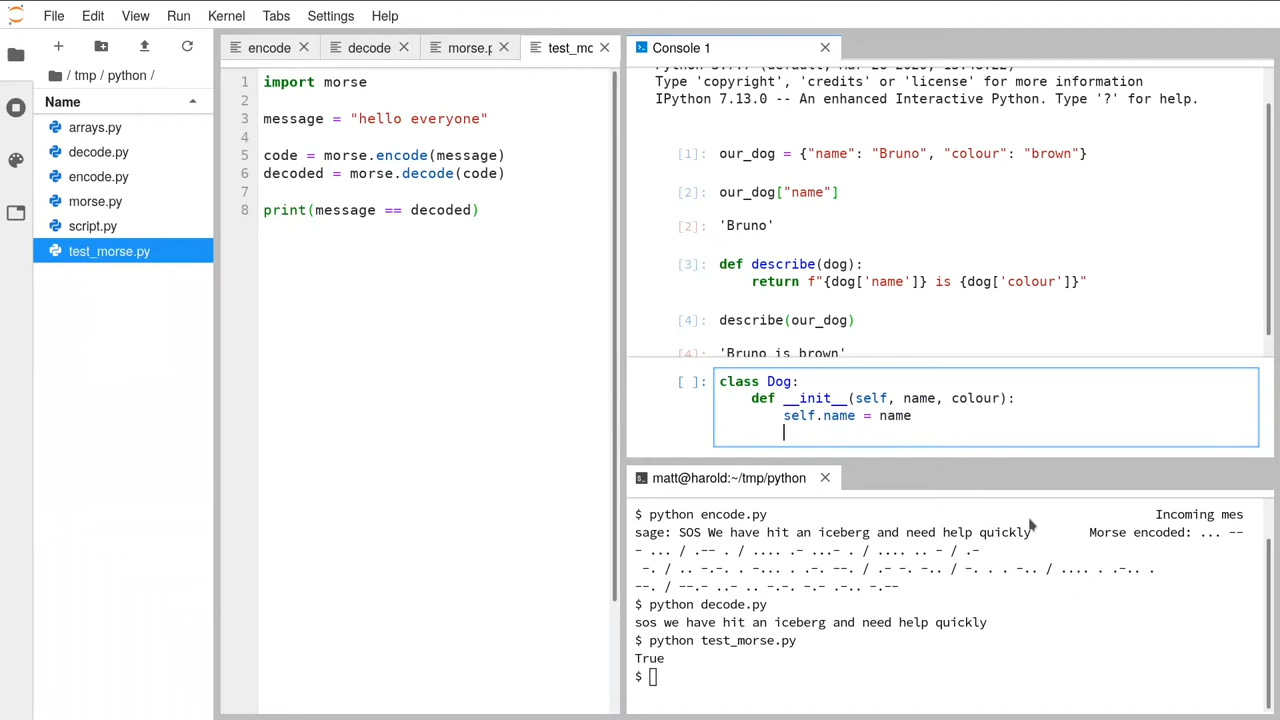 File Edit View Run Kernel Tabs Settings Help
/ tmp / python /
Name
arrays.py
decode.py
encode.py
morse.py
script.py
test_morse.py
encode
decode
morse.p
test_mo
1 import morse
2
3 message = "hello everyone"
4
5 code = morse.encode(message)
6 decoded = morse.decode(code)
7
8 print(message == decoded)
Console 1
Type 'copyright', 'credits' or 'license' for more information
IPython 7.13.0 -- An enhanced Interactive Python. Type '?' for help.
[1]: our_dog = {"name": "Bruno", "colour": "brown"}
[2]: our_dog["name"]
[2]: 'Bruno'
[3]: def describe(dog):
return f"{dog['name']} is {dog['colour']}"
[4]: describe(our_dog)
[4]: 'Bruno is brown'
[ ]: class Dog:
def __init__(self, name, colour):
self.name = name
matt@harold:~/tmp/python
$ python encode.py Incoming mes
sage: SOS We have hit an iceberg and need help quickly Morse encoded: ... --
- ... / .-- . / .... .- ...- . / .... .. - / .-
-. / .. -.-. . -... . .-. --. / .- -. -.. / -. . . -.. / .... . .-.. .
--. / --.- ..- .. -.-. -.- .-.. -.--
$ python decode.py
sos we have hit an iceberg and need help quickly
$ python test_morse.py
True
$